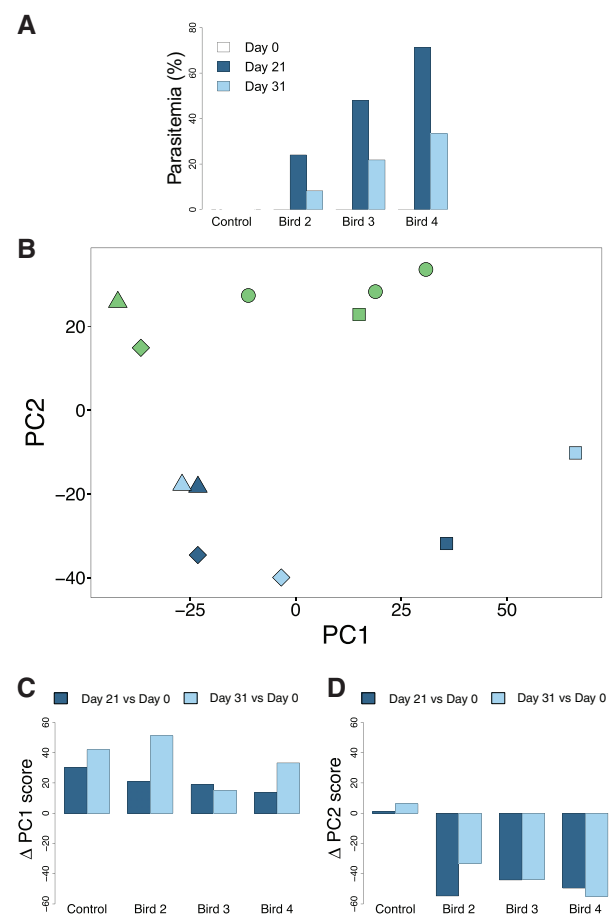 A
Parasitemia (%)
80
60
40
20
0
Day 0
Day 21
Day 31
Control Bird 2 Bird 3 Bird 4
B
PC2
20
0
−20
−40
−25 0 25 50
PC1
C
Day 21 vs Day 0 Day 31 vs Day 0
Δ PC1 score
60
40
20
0
−20
−40
−60
Control Bird 2 Bird 3 Bird 4
D
Day 21 vs Day 0 Day 31 vs Day 0
Δ PC2 score
60
40
20
0
−20
−40
−60
Control Bird 2 Bird 3 Bird 4